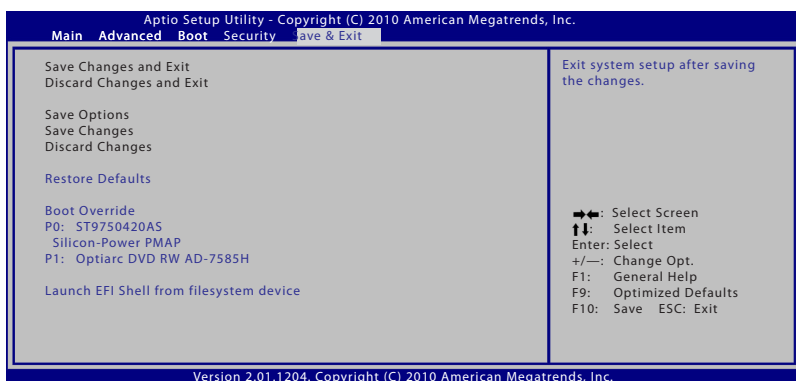 Aptio Setup Utility - Copyright (C) 2010 American Megatrends, Inc.
Main Advanced Boot Security Save & Exit
Save Changes and Exit
Discard Changes and Exit
Save Options
Save Changes
Discard Changes
Restore Defaults
Boot Override
P0: ST9750420AS
Silicon-Power PMAP
P1: Optiarc DVD RW AD-7585H
Launch EFI Shell from filesystem device
Exit system setup after saving
the changes.
➡⬅: Select Screen
⬆⬇: Select Item
Enter: Select
+/—: Change Opt.
F1: General Help
F9: Optimized Defaults
F10: Save ESC: Exit
Version 2.01.1204. Copyright (C) 2010 American Megatrends, Inc.